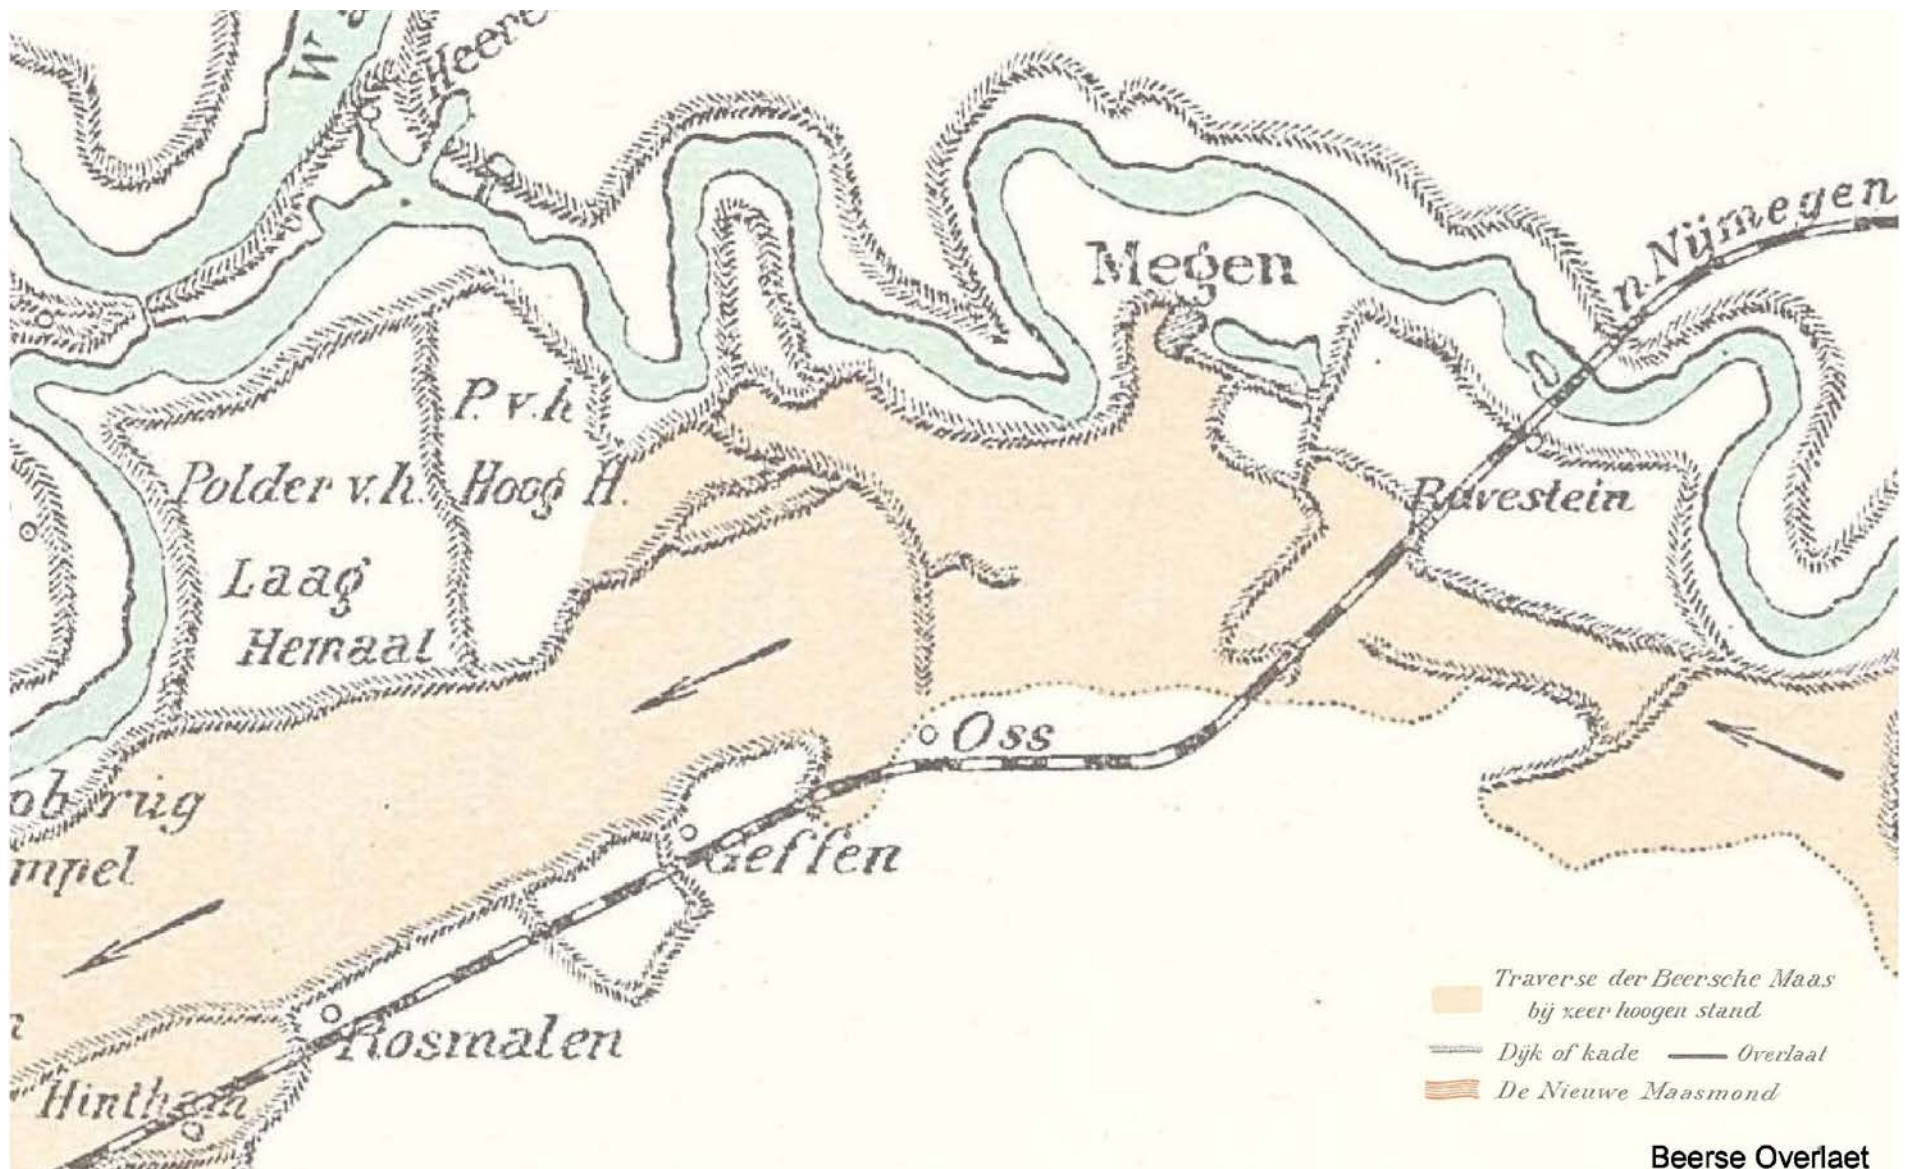 W
Heere
n. Nijmegen
Megen
P. v. h
Polder v. h. Hoog H.
Ravestein
Laag
Hemaal
Oss
rug
mpel
Geffen
Rosmalen
Hintham
Traverse der Beersche Maas
bij zeer hoogen stand
Dijk of kade
Overlaat
De Nieuwe Maasmond
Beerse Overlaet